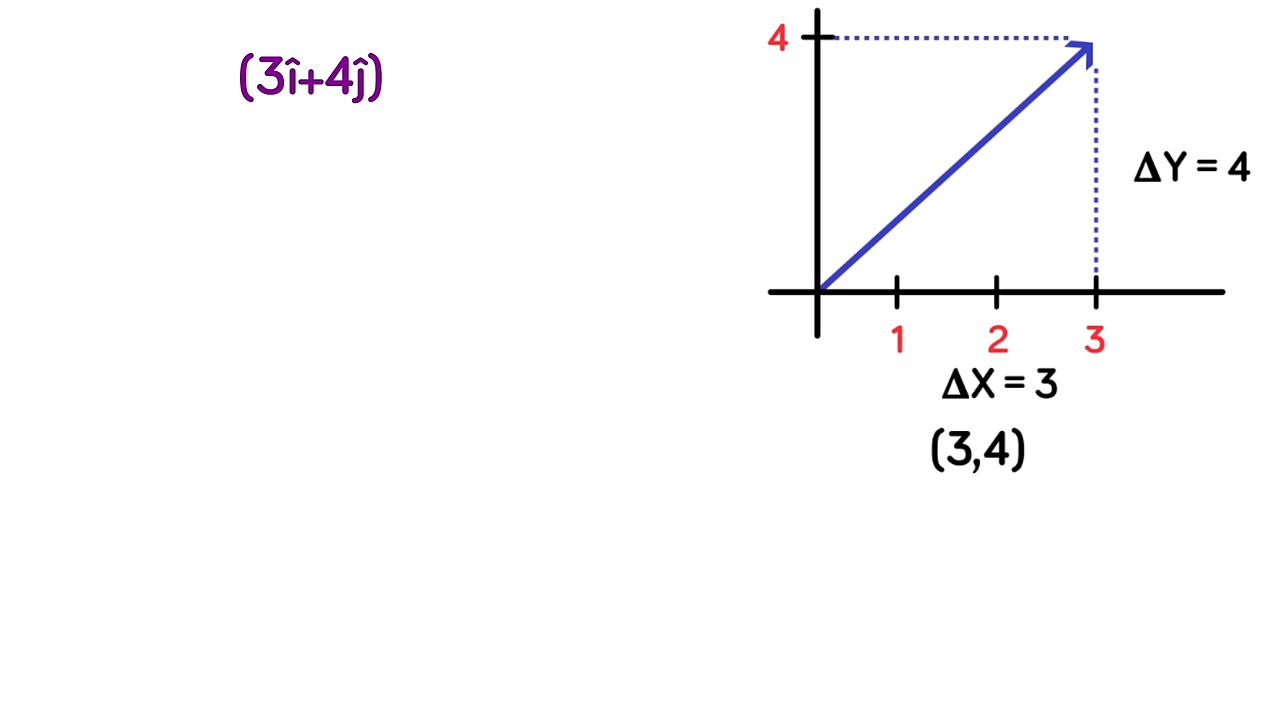 (3î+4ĵ)
4
ΔY = 4
1 2 3
ΔX = 3
(3,4)